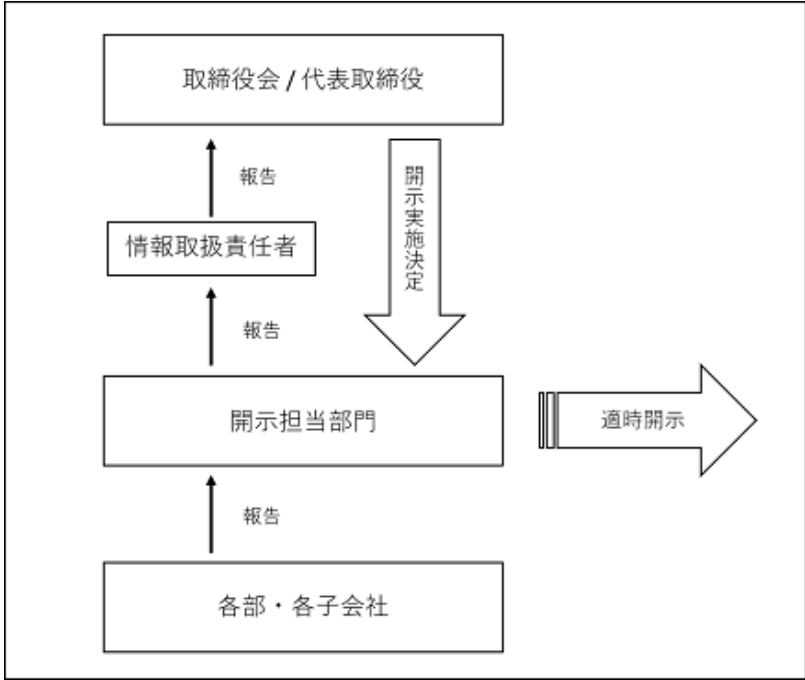 取締役会 / 代表取締役
報告
開示実施決定
情報取扱責任者
報告
開示担当部門
適時開示
報告
各部・各子会社